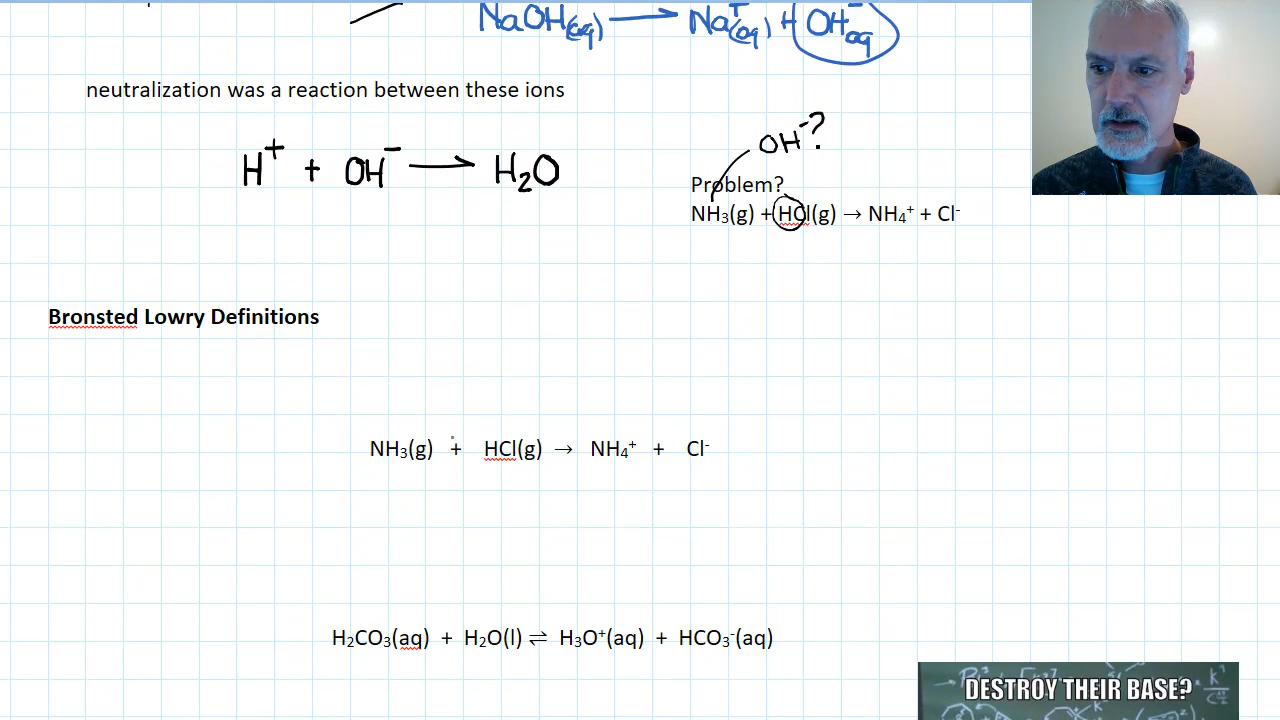 NaOH(aq) → Na⁺(aq) + OH⁻aq
neutralization was a reaction between these ions
OH⁻?
H⁺ + OH⁻ → H₂O
Problem?
NH₃(g) + HCl(g) → NH₄⁺ + Cl⁻
Bronsted Lowry Definitions
NH₃(g) + HCl(g) → NH₄⁺ + Cl⁻
H₂CO₃(aq) + H₂O(l) ⇌ H₃O⁺(aq) + HCO₃⁻(aq)
DESTROY THEIR BASE?